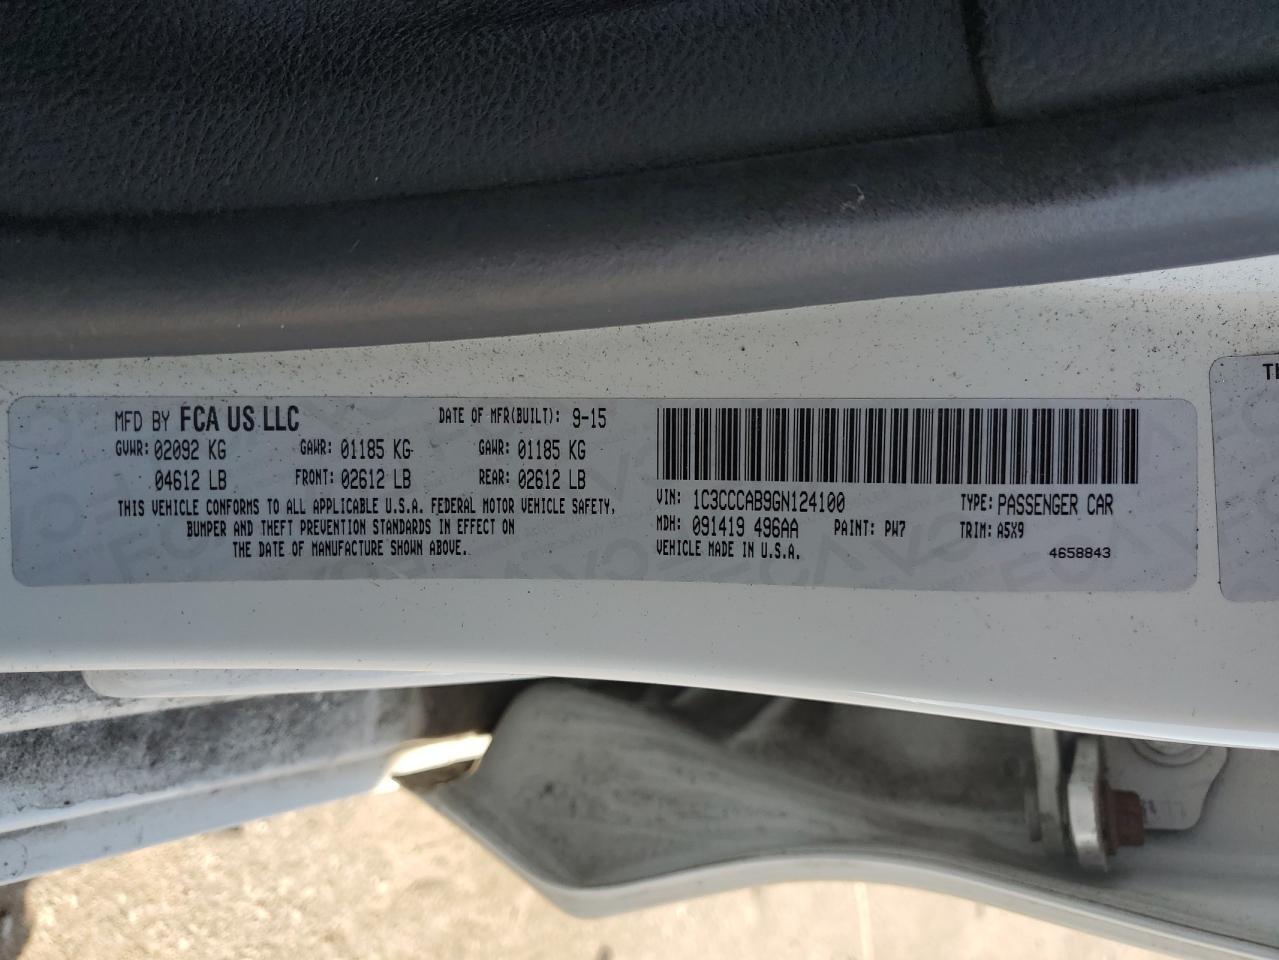 MFD BY FCA US LLC DATE OF MFR(BUILT): 9-15
GVWR: 02092 KG GAWR: 01185 KG GAWR: 01185 KG
04612 LB FRONT: 02612 LB REAR: 02612 LB
THIS VEHICLE CONFORMS TO ALL APPLICABLE U.S.A. FEDERAL MOTOR VEHICLE SAFETY,
BUMPER AND THEFT PREVENTION STANDARDS IN EFFECT ON
THE DATE OF MANUFACTURE SHOWN ABOVE.
VIN: 1C3CCCAB9GN124100 TYPE: PASSENGER CAR
MDH: 091419 496AA PAINT: PW7 TRIM: A5X9
VEHICLE MADE IN U.S.A. 4658843